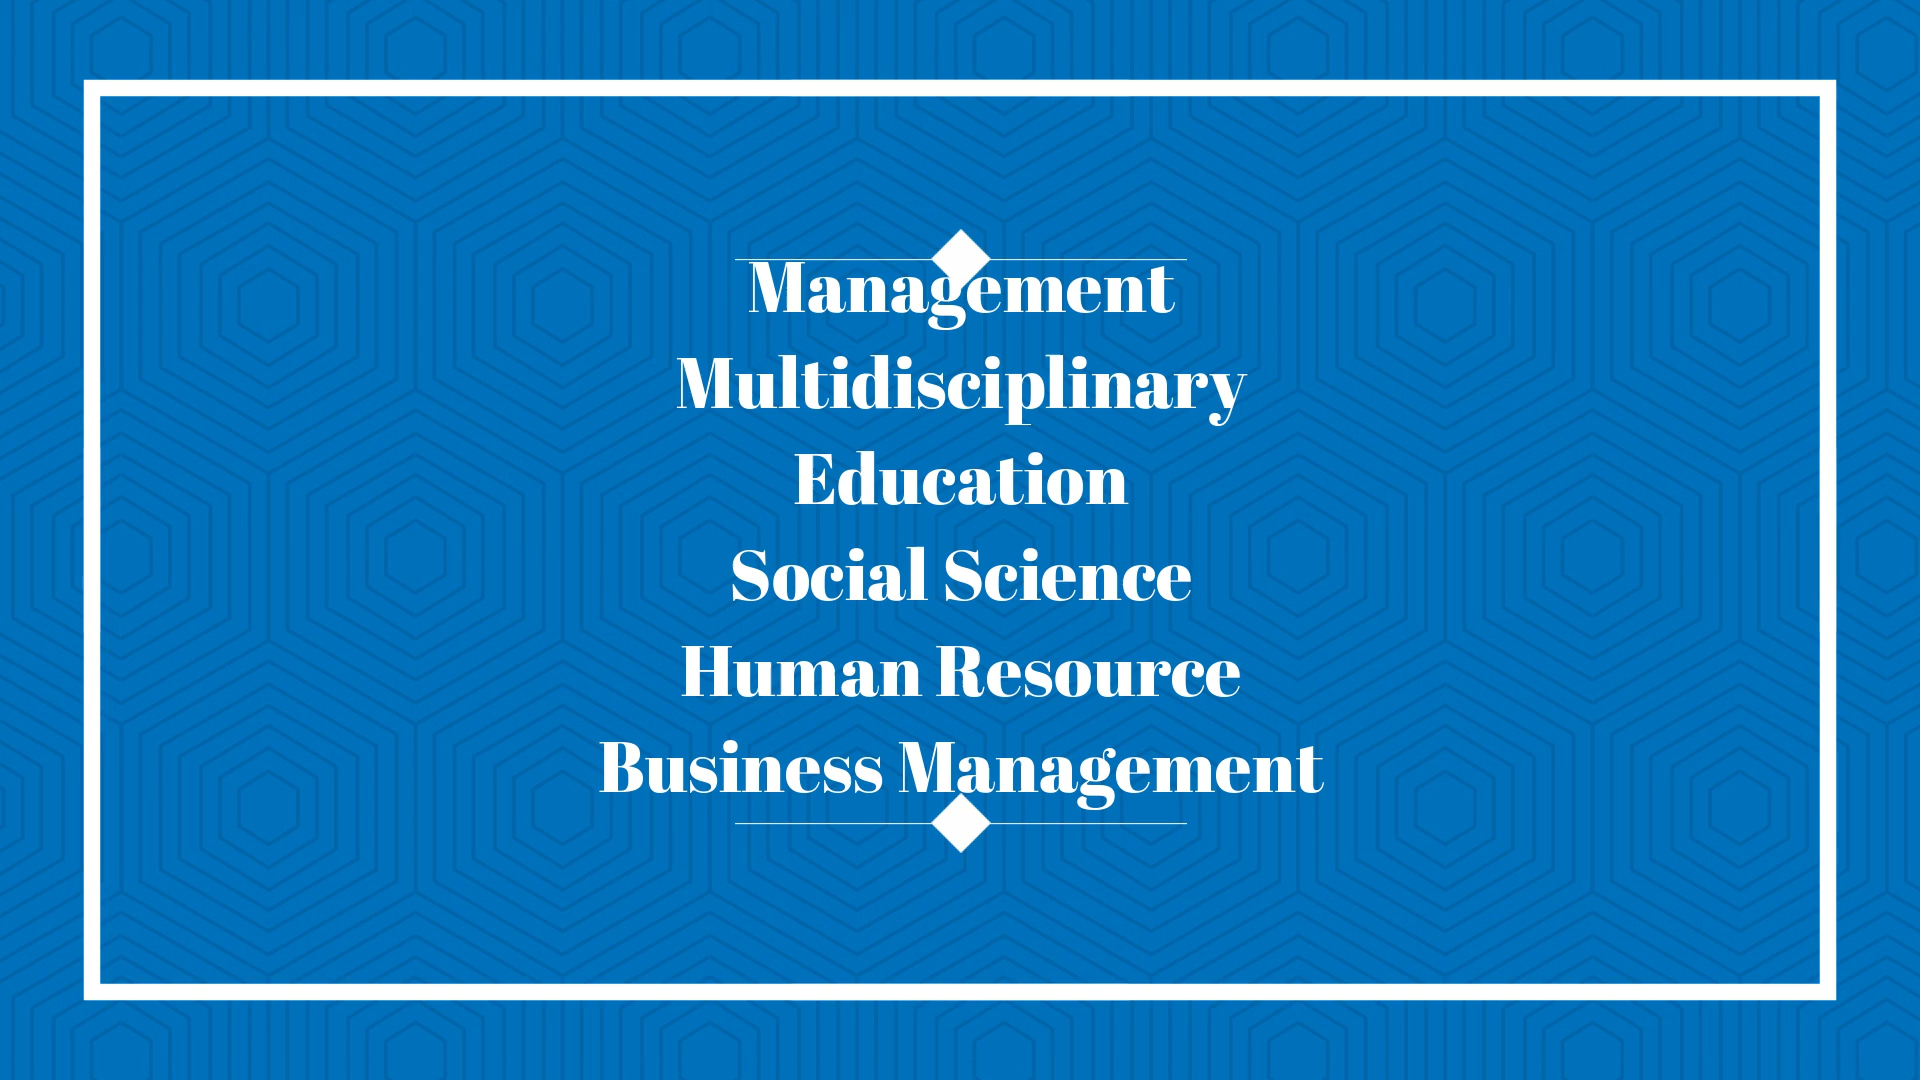 Management
Multidisciplinary
Education
Social Science
Human Resource
Business Management